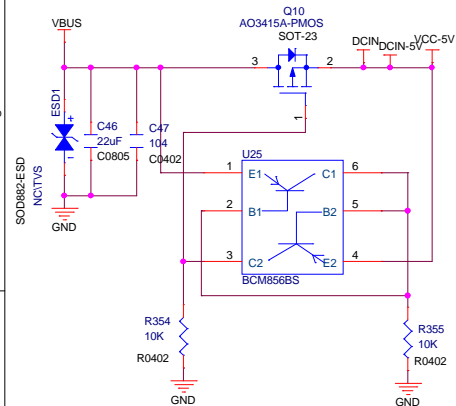 Q10
AO3415A-PMOS
SOT-23
VBUS
DCIN
DCIN-5V
VCC-5V
3
2
1
ESD1
+
-
SOD882-ESD
NC\TVS
C46
22uF
C0805
C47
104
C0402
GND
U25
1
E1
C1
6
2
B1
B2
5
3
C2
E2
4
BCM856BS
R354
10K
R0402
GND
R355
10K
R0402
GND